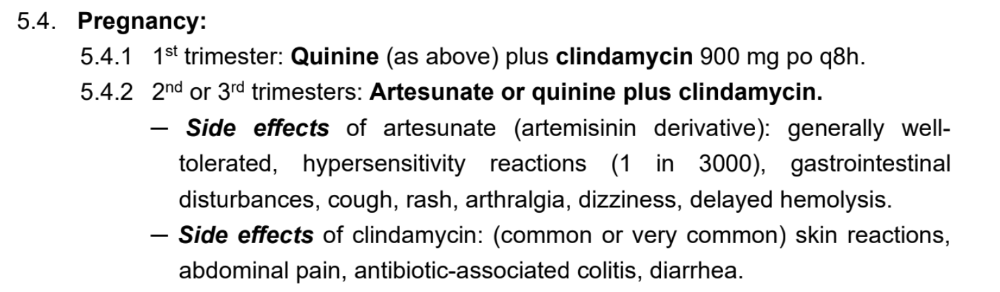 5.4. Pregnancy:
5.4.1 1st trimester: Quinine (as above) plus clindamycin 900 mg po q8h.
5.4.2 2nd or 3rd trimesters: Artesunate or quinine plus clindamycin.
– Side effects of artesunate (artemisinin derivative): generally well-
tolerated, hypersensitivity reactions (1 in 3000), gastrointestinal
disturbances, cough, rash, arthralgia, dizziness, delayed hemolysis.
– Side effects of clindamycin: (common or very common) skin reactions,
abdominal pain, antibiotic-associated colitis, diarrhea.